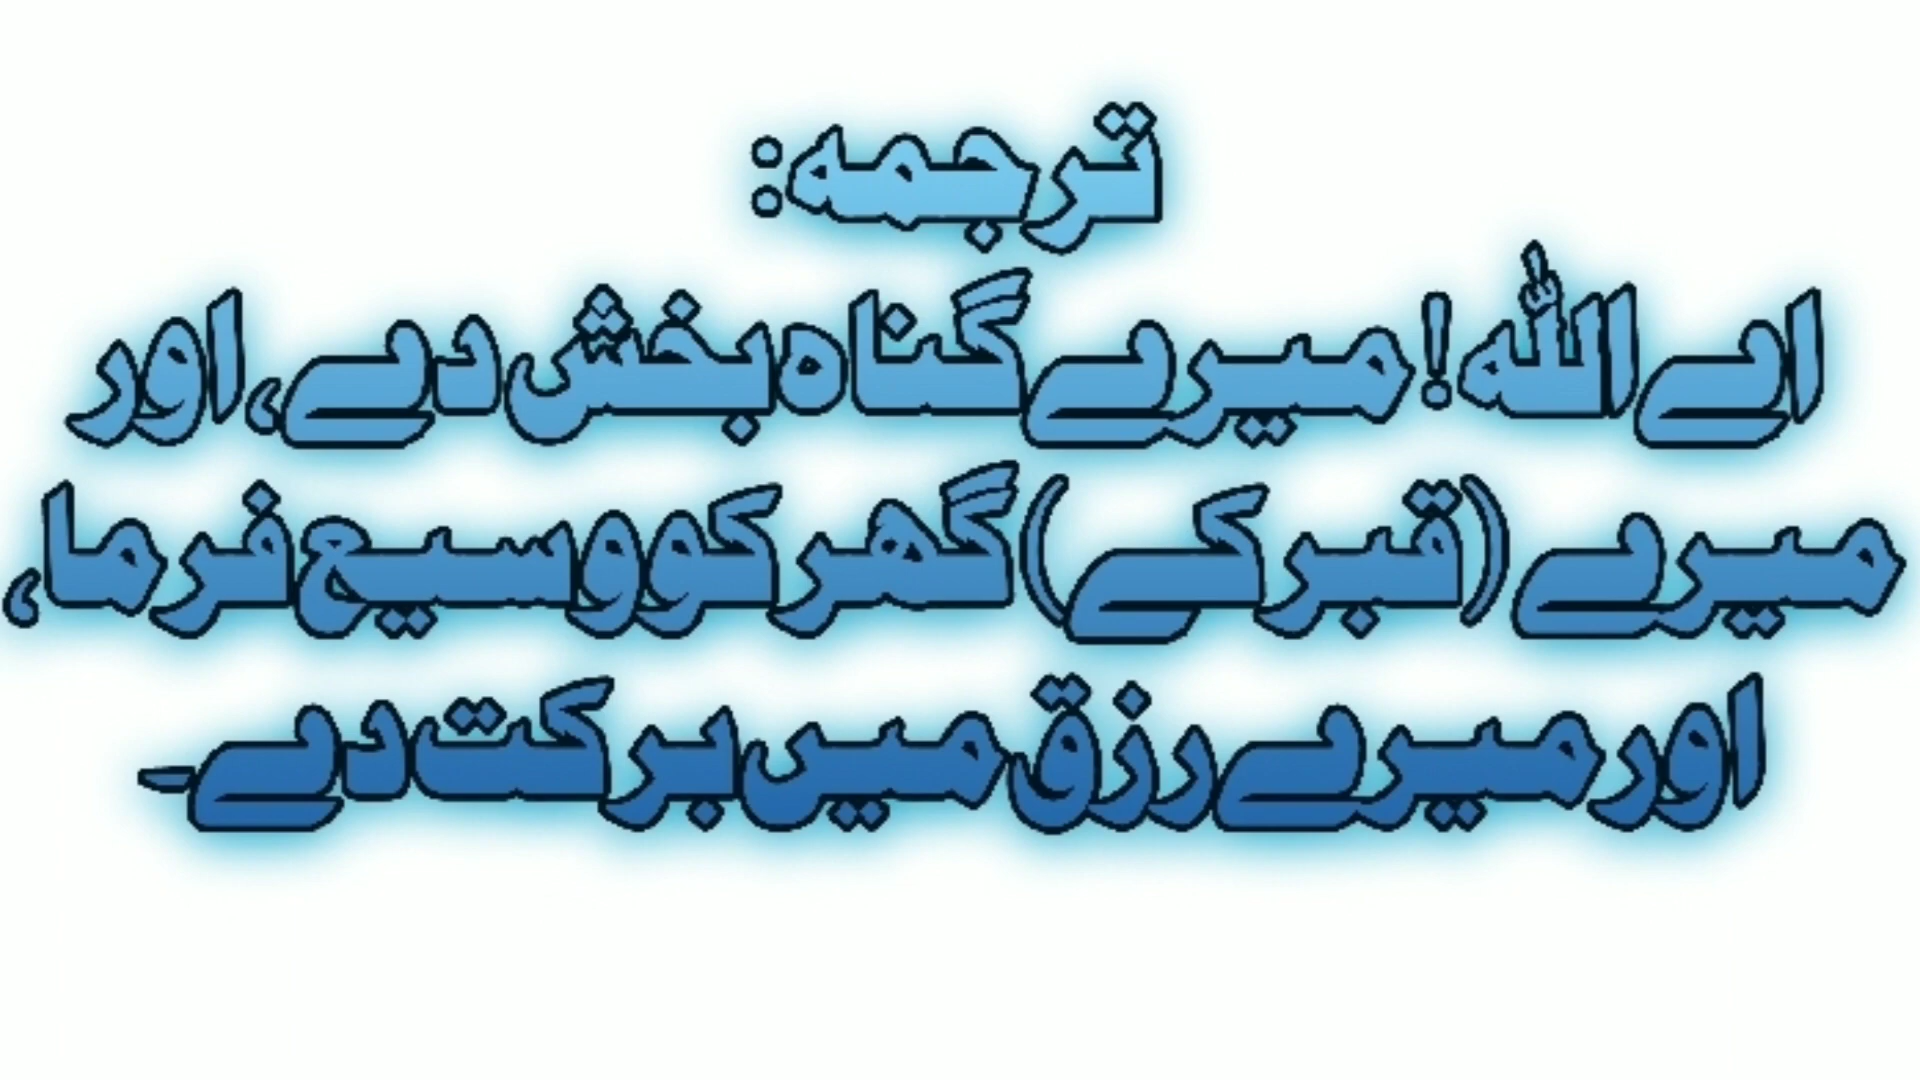 ترجمہ:
اے اللّٰہ! میرے گناہ بخش دے، اور
میرے (قبر کے) گھر کو وسیع فرما،
اور میرے رزق میں برکت دے۔